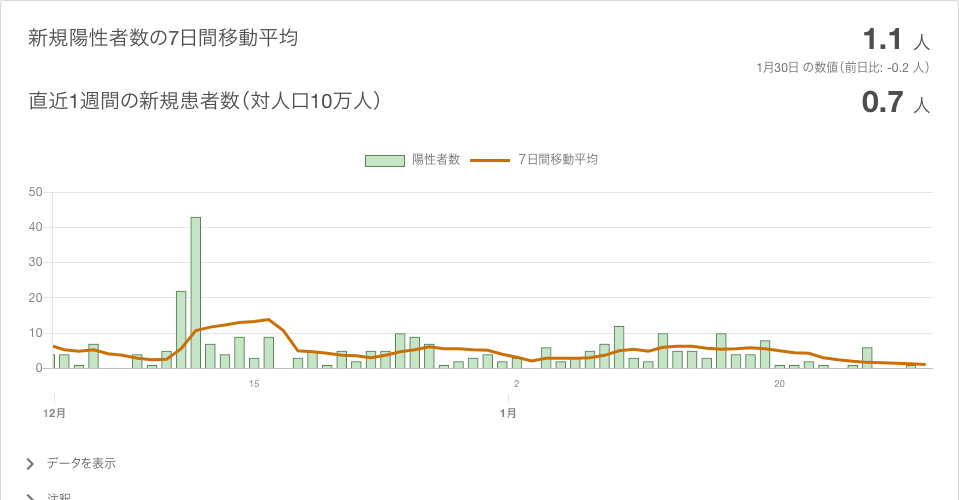 新規陽性者数の7日間移動平均
1.1 人
1月30日 の数値（前日比: -0.2 人）
直近1週間の新規患者数（対人口10万人）
0.7 人
陽性者数 7日間移動平均
50
40
30
20
10
0
15 2 20
12月 1月
データを表示
注釈